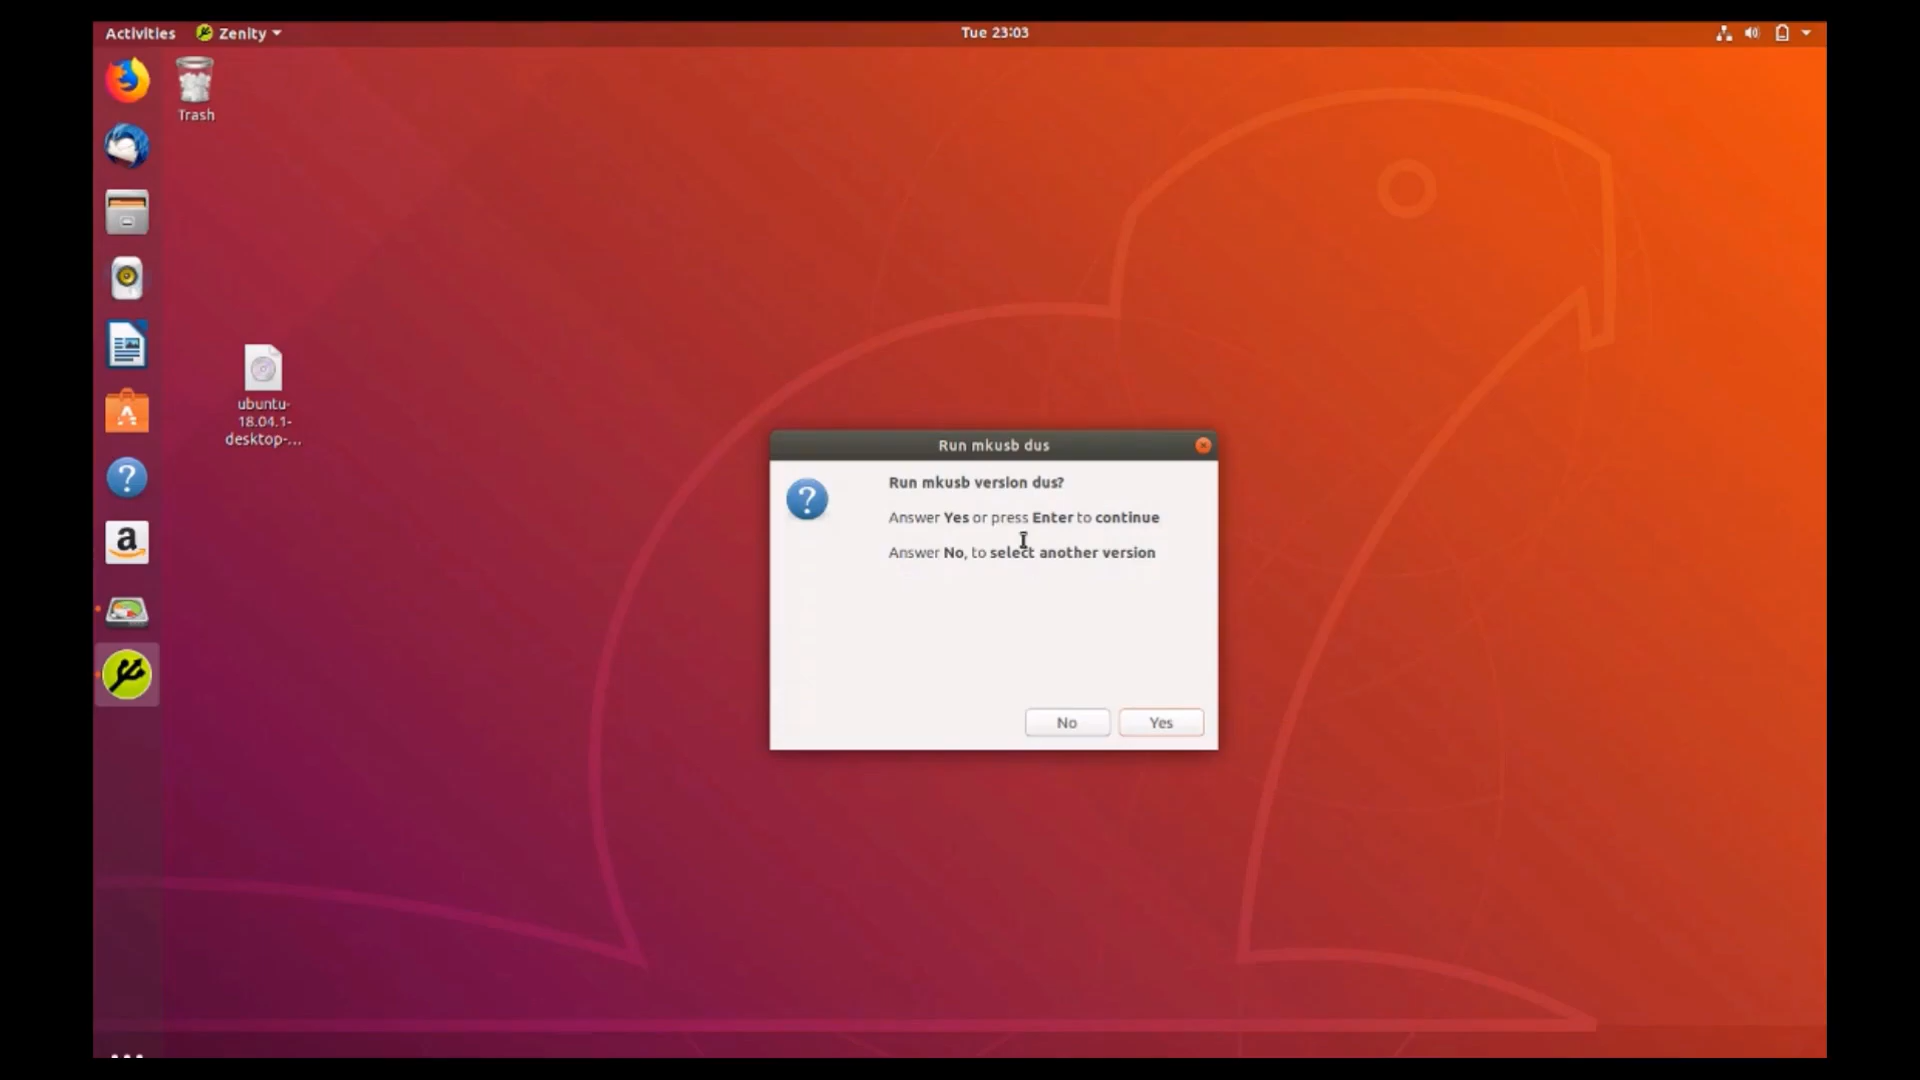 Activities Zenity Tue 23:03
Trash
ubuntu-
18.04.1-
desktop-...
Run mkusb dus
Run mkusb version dus?
Answer Yes or press Enter to continue
Answer No, to select another version
No Yes